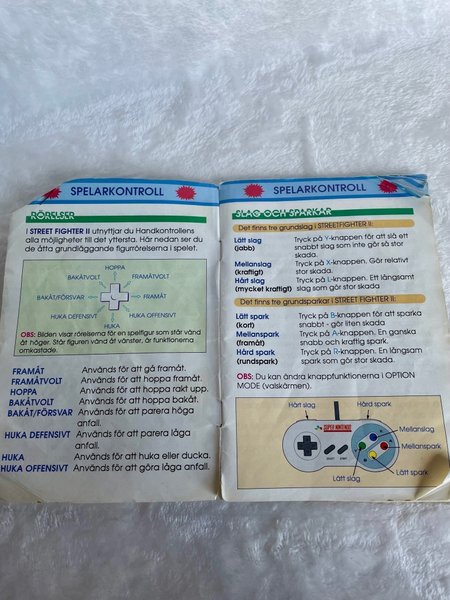 SPELARKONTROLL
RÖRELSER
I STREET FIGHTER II utnyttjar du Handkontrollens
alla möjligheter till det yttersta. Här nedan ser du
de åtta grundläggande figurrörelserna i spelet.
HOPPA
BAKÅTVOLT
FRAMÅTVOLT
BAKÅT/FÖRSVAR
FRAMÅT
HUKA DEFENSIVT
HUKA OFFENSIVT
HUKA
OBS: Bilden visar rörelserna för en spelfigur som står vänd
åt höger. Står figuren vänd åt vänster, är funktionerna
omkastade.
FRAMÅT Används för att gå framåt.
FRAMÅTVOLT Används för att hoppa framåt.
HOPPA Används för att hoppa rakt upp.
BAKÅTVOLT Används för att hoppa bakåt.
BAKÅT/FÖRSVAR Används för att parera höga
anfall.
HUKA DEFENSIVT Används för att parera låga
anfall.
HUKA Används för att huka eller ducka.
HUKA OFFENSIVT Används för att göra låga anfall.
SPELARKONTROLL
SLAG OCH SPARKAR
Det finns tre grundslag i STREETFIGHTER II:
Lätt slag Tryck på Y-knappen för att slå ett
(jabb) snabbt slag som inte gör så stor
skada.
Mellanslag Tryck på X-knappen. Gör relativt
(kraftigt) stor skada.
Hårt slag Tryck på L-knappen. Ett långsamt
(mycket kraftigt) slag som gör stor skada.
Det finns tre grundsparkar i STREET FIGHTER II:
Lätt spark Tryck på B-knappen för att sparka
(kort) snabbt - gör liten skada
Mellanspark Tryck på A-knappen. En ganska
(framåt) snabb och kraftig spark.
Hård spark Tryck på R-knappen. En långsam
(rundspark) spark som gör stor skada.
OBS: Du kan ändra knappfunktionerna i OPTION
MODE (valskärmen).
Hårt slag
Hård spark
SUPER NINTENDO
Mellanslag
Mellanspark
Lätt spark
Lätt slag